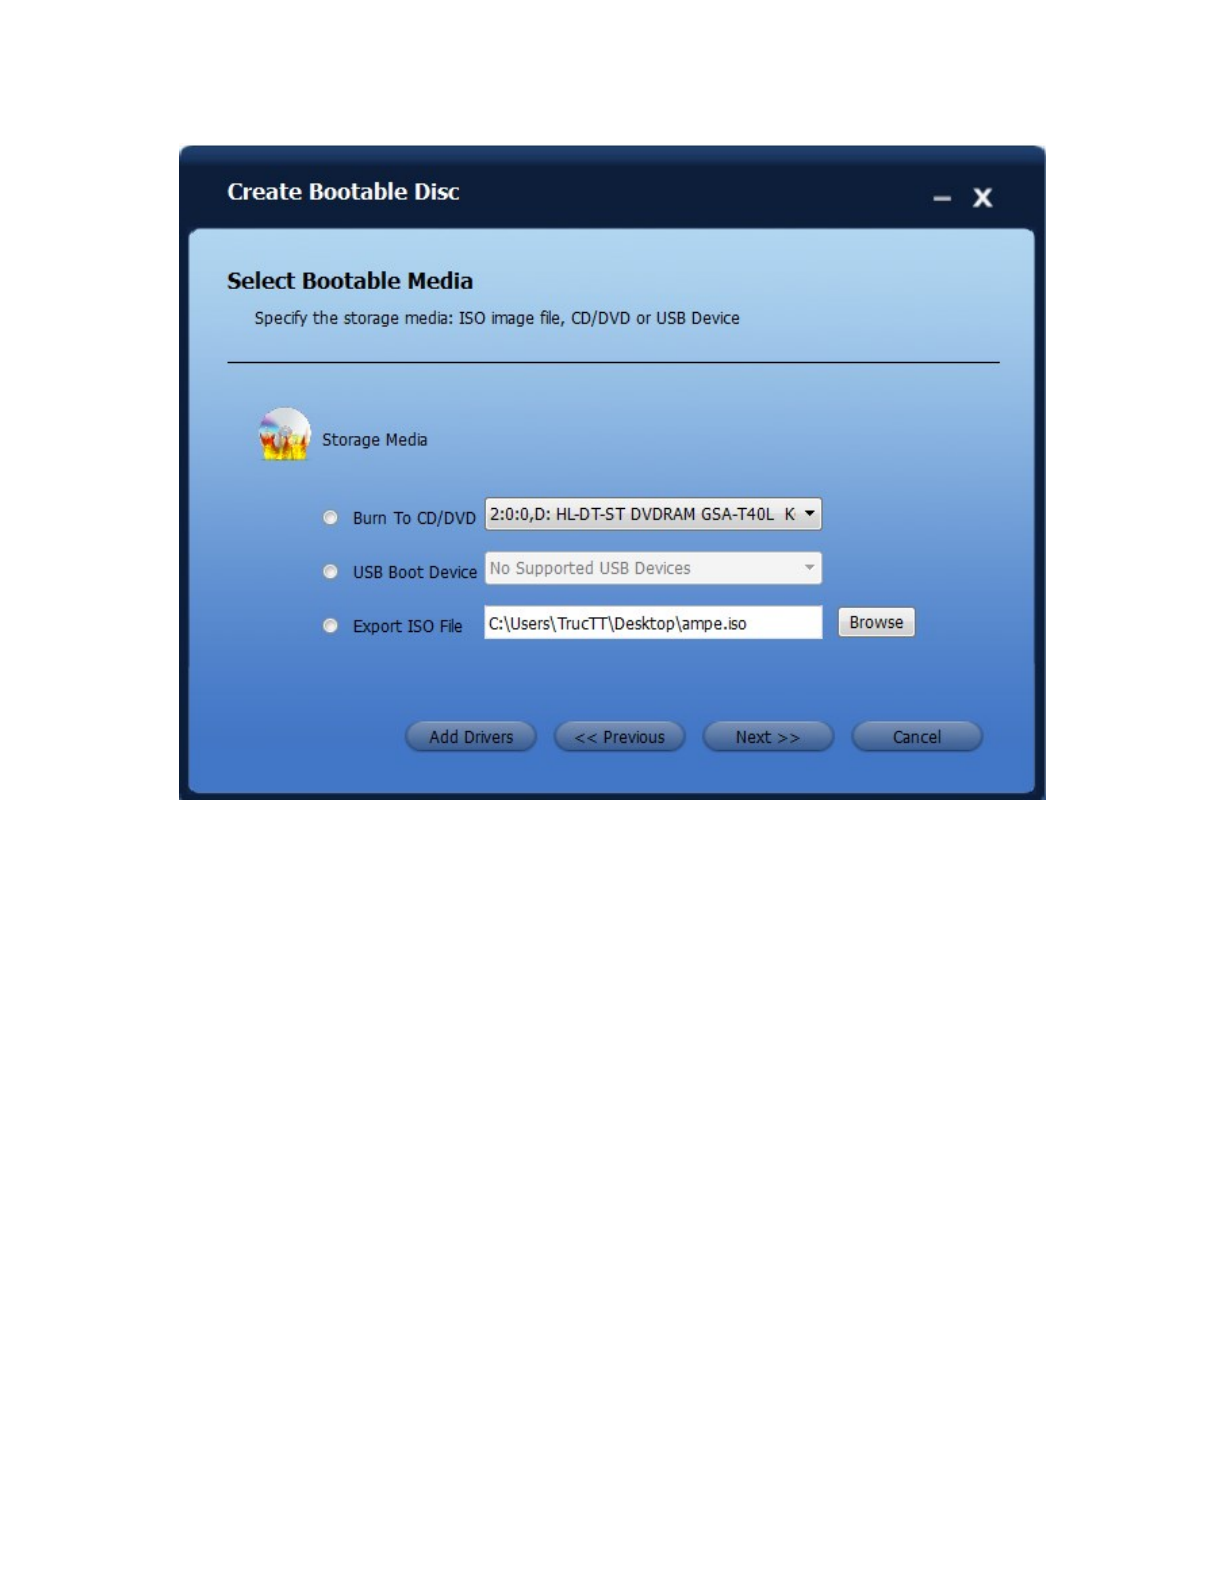 Create Bootable Disc
Select Bootable Media
Specify the storage media: ISO image file, CD/DVD or USB Device
Storage Media
Burn To CD/DVD 2:0:0,D: HL-DT-ST DVDRAM GSA-T40L K
USB Boot Device No Supported USB Devices
Export ISO File C:\Users\TrucTT\Desktop\ampe.iso Browse
Add Drivers << Previous Next >> Cancel